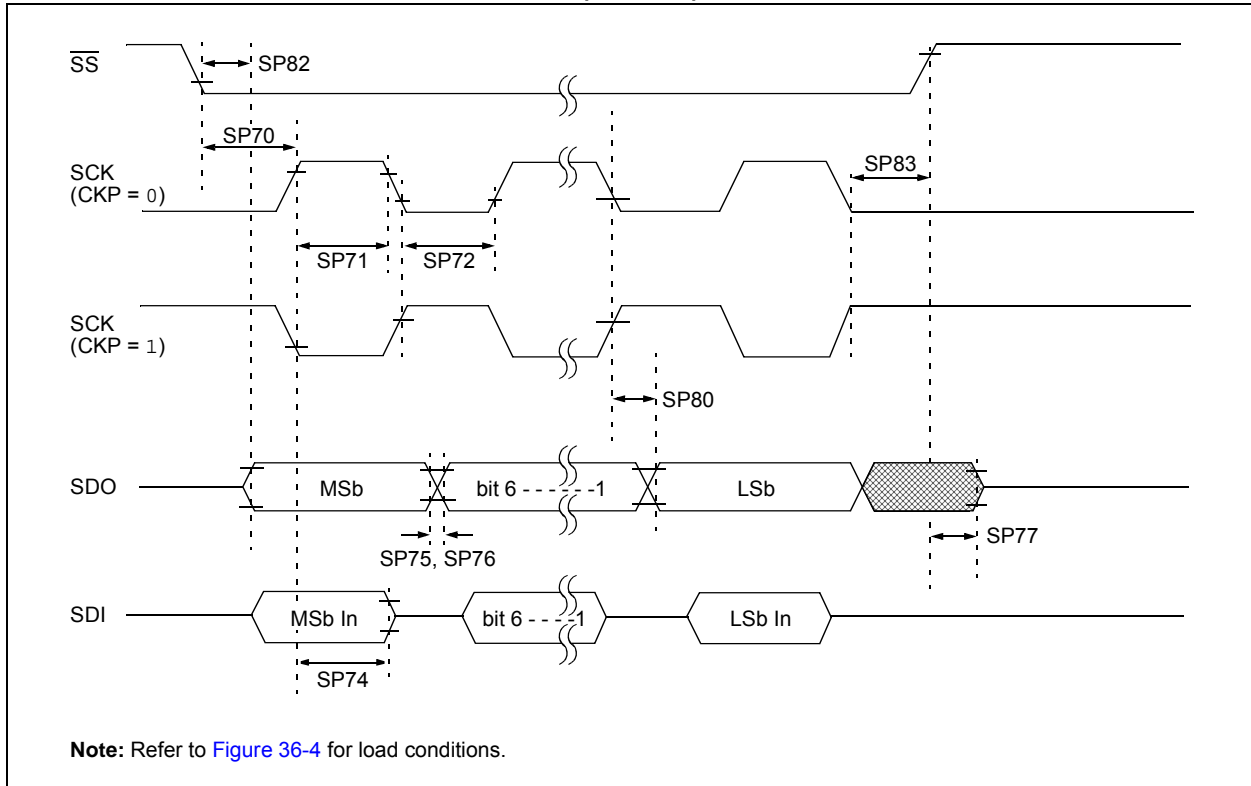 SS
SP82
SP70
SCK
(CKP = 0)
SP83
SP71
SP72
SCK
(CKP = 1)
SP80
SDO
MSb
bit 6 - - - - - -1
LSb
SP75, SP76
SP77
SDI
MSb In
bit 6 - - - -1
LSb In
SP74
Note: Refer to Figure 36-4 for load conditions.